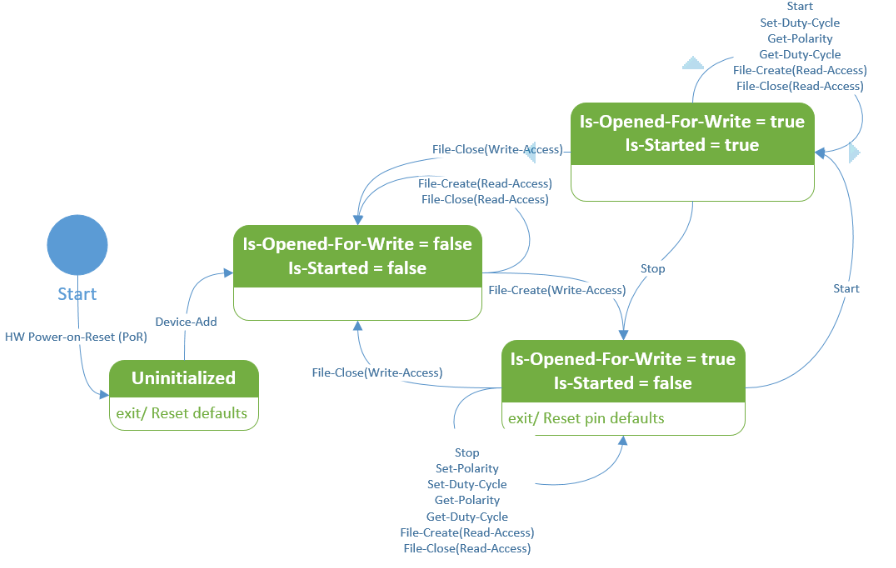 Start
Set-Duty-Cycle
Get-Polarity
Get-Duty-Cycle
File-Create(Read-Access)
File-Close(Read-Access)
Is-Opened-For-Write = true
Is-Started = true
File-Close(Write-Access)
File-Create(Read-Access)
File-Close(Read-Access)
Is-Opened-For-Write = false
Is-Started = false
Stop
Start
File-Create(Write-Access)
Start
Device-Add
HW Power-on-Reset (PoR)
Uninitialized
exit/ Reset defaults
File-Close(Write-Access)
Is-Opened-For-Write = true
Is-Started = false
exit/ Reset pin defaults
Stop
Set-Polarity
Set-Duty-Cycle
Get-Polarity
Get-Duty-Cycle
File-Create(Read-Access)
File-Close(Read-Access)